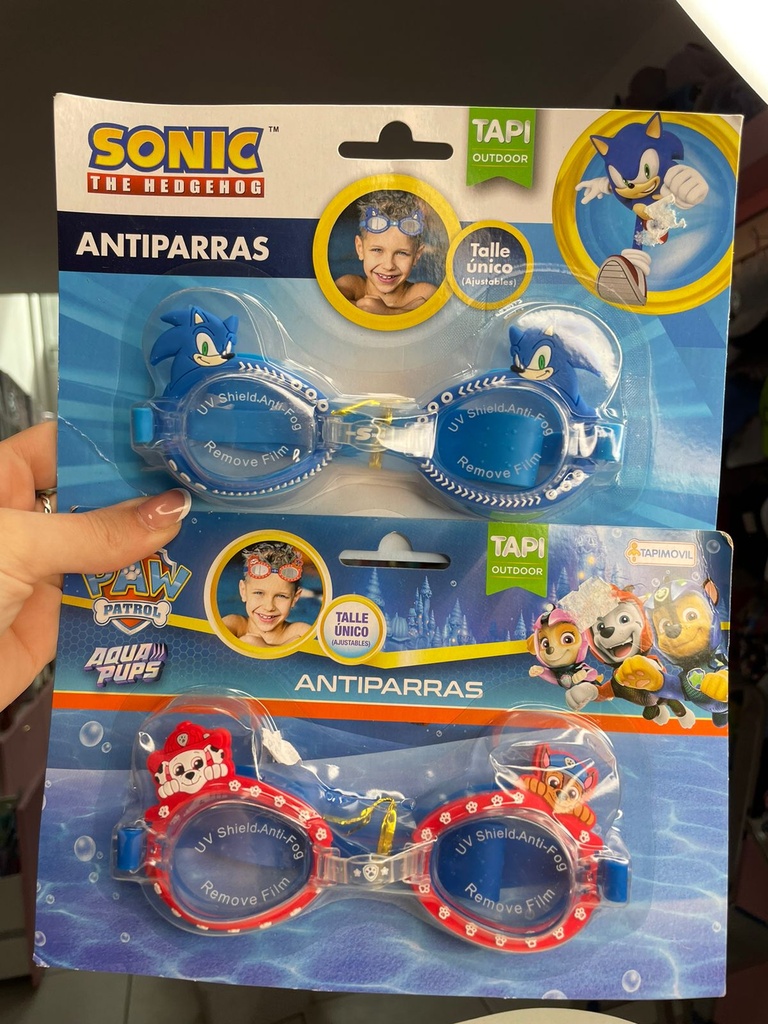 SONIC™
THE HEDGEHOG
TAPI
OUTDOOR
ANTIPARRAS
Talle
único
(Ajustables)
UV Shield.Anti-Fog
Remove Film
UV Shield.Anti-Fog
Remove Film
PAW
PATROL
AQUA
PUPS
TALLE
ÚNICO
(AJUSTABLES)
TAPI
OUTDOOR
TAPIMOVIL
ANTIPARRAS
UV Shield.Anti-Fog
Remove Film
UV Shield.Anti-Fog
Remove Film